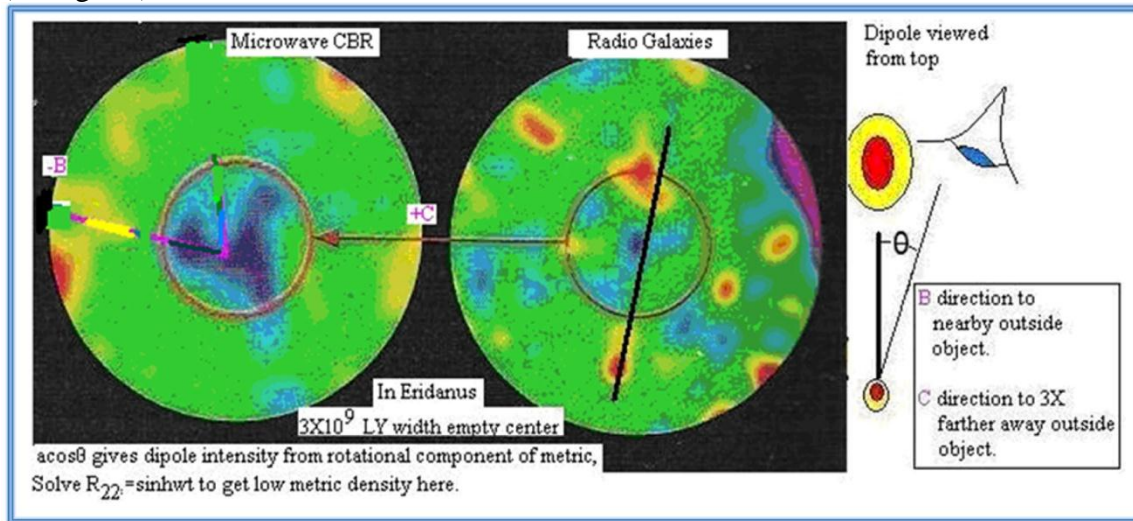 Microwave CBR
Radio Galaxies
Dipole viewed
from top
-B
+C
θ
B direction to
nearby outside
object.
C direction to 3X
farther away outside
object.
In Eridanus
3X10⁹ LY width empty center
acosθ gives dipole intensity from rotational component of metric,
Solve R₂₂=sinhwt to get low metric density here.